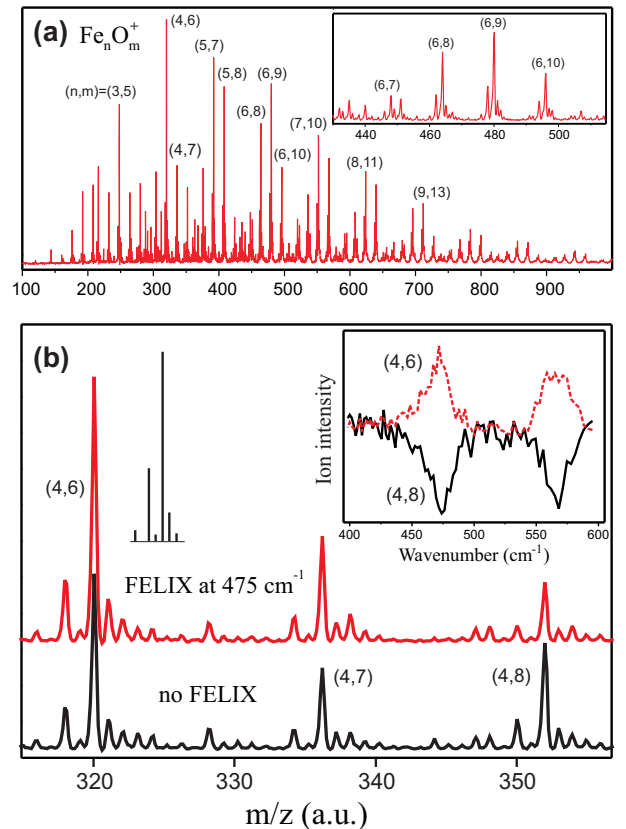 (a) Fe_nO_m^+
(4,6)
(5,7)
(5,8)
(6,9)
(n,m)=(3,5)
(6,8)
(4,7)
(6,10)
(7,10)
(8,11)
(9,13)
(6,7)
(6,8)
(6,9)
(6,10)
440 460 480 500
100 200 300 400 500 600 700 800 900
(b)
(4,6)
FELIX at 475 cm⁻¹
no FELIX
(4,7)
(4,8)
Ion intensity
(4,6)
(4,8)
400 450 500 550 600
Wavenumber (cm⁻¹)
320 330 340 350
m/z (a.u.)